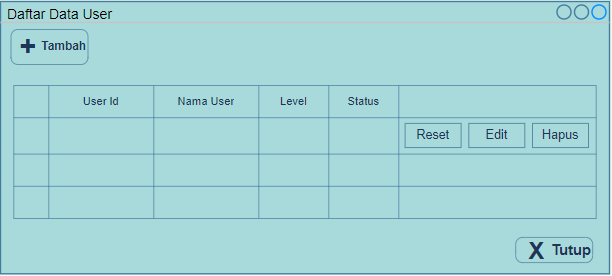 Daftar Data User
+ Tambah
User Id Nama User Level Status
Reset Edit Hapus
X Tutup